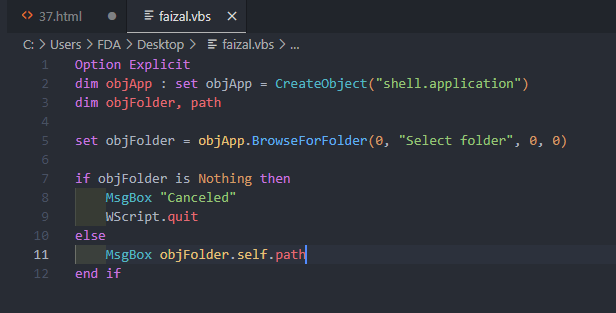 37.html
faizal.vbs
C: > Users > FDA > Desktop > faizal.vbs > ...
1 Option Explicit
2 dim objApp : set objApp = CreateObject("shell.application")
3 dim objFolder, path
4
5 set objFolder = objApp.BrowseForFolder(0, "Select folder", 0, 0)
6
7 if objFolder is Nothing then
8 MsgBox "Canceled"
9 WScript.quit
10 else
11 MsgBox objFolder.self.path
12 end if